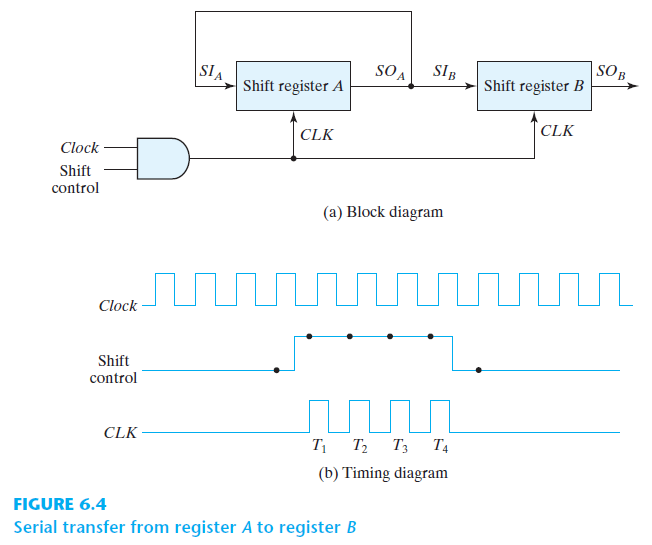 SI_A
Shift register A
SO_A
SI_B
Shift register B
SO_B
CLK
CLK
Clock
Shift
control
(a) Block diagram
Clock
Shift
control
CLK
T_1 T_2 T_3 T_4
(b) Timing diagram
FIGURE 6.4
Serial transfer from register A to register B